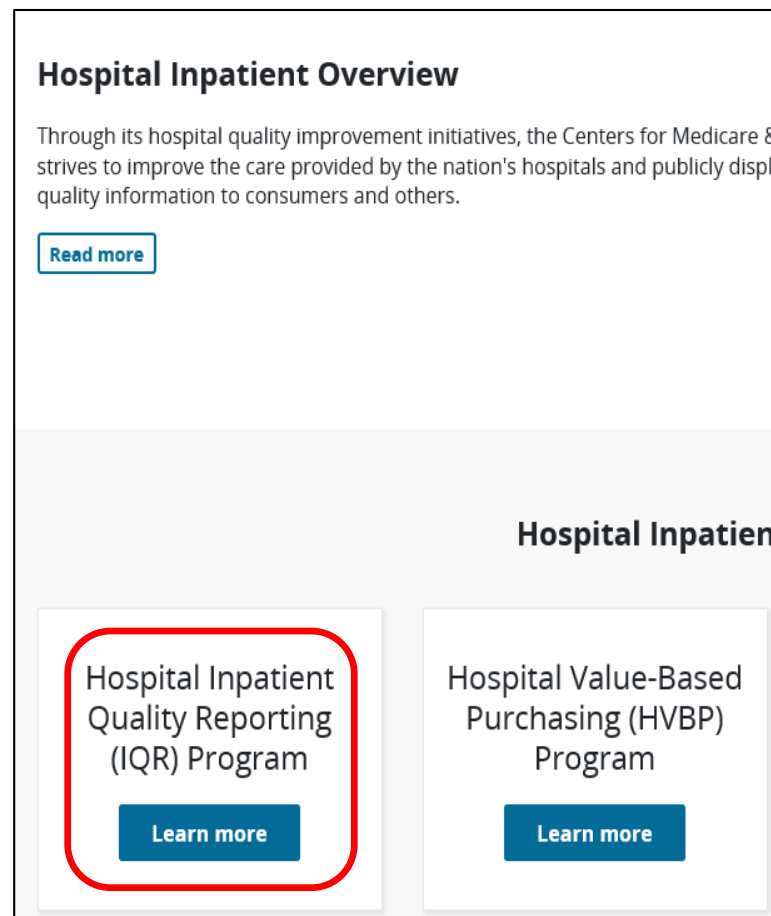 Hospital Inpatient Overview
Through its hospital quality improvement initiatives, the Centers for Medicare &
strives to improve the care provided by the nation's hospitals and publicly displ
quality information to consumers and others.
Read more
Hospital Inpatien
Hospital Inpatient
Quality Reporting
(IQR) Program
Learn more
Hospital Value-Based
Purchasing (HVBP)
Program
Learn more